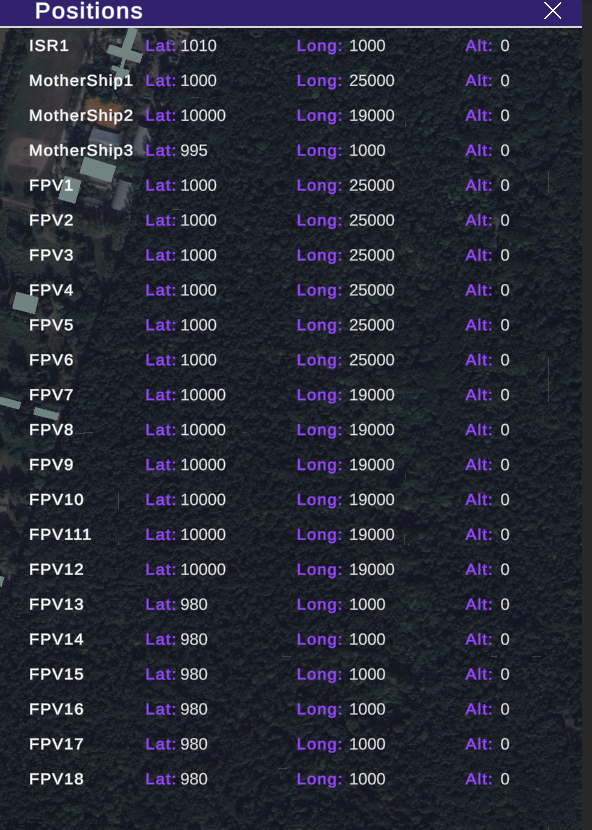 Positions
ISR1 Lat: 1010 Long: 1000 Alt: 0
MotherShip1 Lat: 1000 Long: 25000 Alt: 0
MotherShip2 Lat: 10000 Long: 19000 Alt: 0
MotherShip3 Lat: 995 Long: 1000 Alt: 0
FPV1 Lat: 1000 Long: 25000 Alt: 0
FPV2 Lat: 1000 Long: 25000 Alt: 0
FPV3 Lat: 1000 Long: 25000 Alt: 0
FPV4 Lat: 1000 Long: 25000 Alt: 0
FPV5 Lat: 1000 Long: 25000 Alt: 0
FPV6 Lat: 1000 Long: 25000 Alt: 0
FPV7 Lat: 10000 Long: 19000 Alt: 0
FPV8 Lat: 10000 Long: 19000 Alt: 0
FPV9 Lat: 10000 Long: 19000 Alt: 0
FPV10 Lat: 10000 Long: 19000 Alt: 0
FPV111 Lat: 10000 Long: 19000 Alt: 0
FPV12 Lat: 10000 Long: 19000 Alt: 0
FPV13 Lat: 980 Long: 1000 Alt: 0
FPV14 Lat: 980 Long: 1000 Alt: 0
FPV15 Lat: 980 Long: 1000 Alt: 0
FPV16 Lat: 980 Long: 1000 Alt: 0
FPV17 Lat: 980 Long: 1000 Alt: 0
FPV18 Lat: 980 Long: 1000 Alt: 0